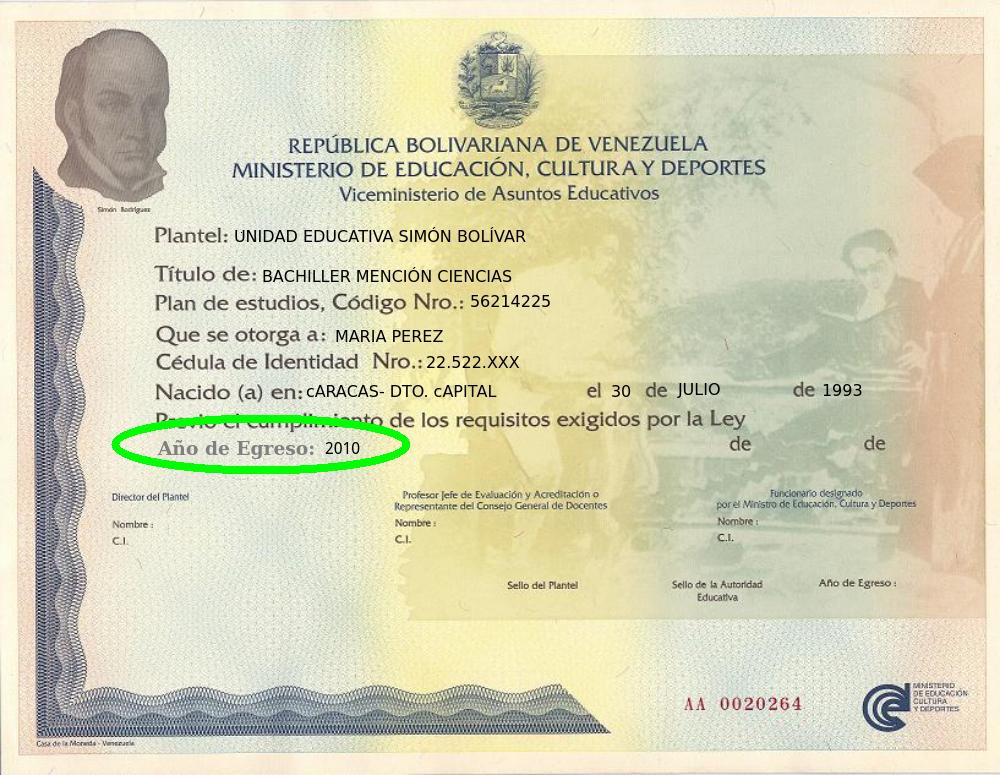 Simón Rodríguez
REPÚBLICA BOLIVARIANA DE VENEZUELA
MINISTERIO DE EDUCACIÓN, CULTURA Y DEPORTES
Viceministerio de Asuntos Educativos
Plantel: UNIDAD EDUCATIVA SIMÓN BOLÍVAR
Título de: BACHILLER MENCIÓN CIENCIAS
Plan de estudios, Código Nro.: 56214225
Que se otorga a: MARIA PEREZ
Cédula de Identidad Nro.: 22.522.XXX
Nacido (a) en: cARACAS- DTO. cAPITAL el 30 de JULIO de 1993
Previo el cumplimiento de los requisitos exigidos por la Ley
Año de Egreso: 2010 de de
Director del Plantel
Nombre :
C.I.
Profesor Jefe de Evaluación y Acreditación o
Representante del Consejo General de Docentes
Nombre :
C.I.
Funcionario designado
por el Ministro de Educación, Cultura y Deportes
Nombre :
C.I.
Sello del Plantel
Sello de la Autoridad
Educativa
Año de Egreso :
AA 0020264
MINISTERIO
DE EDUCACIÓN
CULTURA
Y DEPORTES
Casa de la Moneda - Venezuela